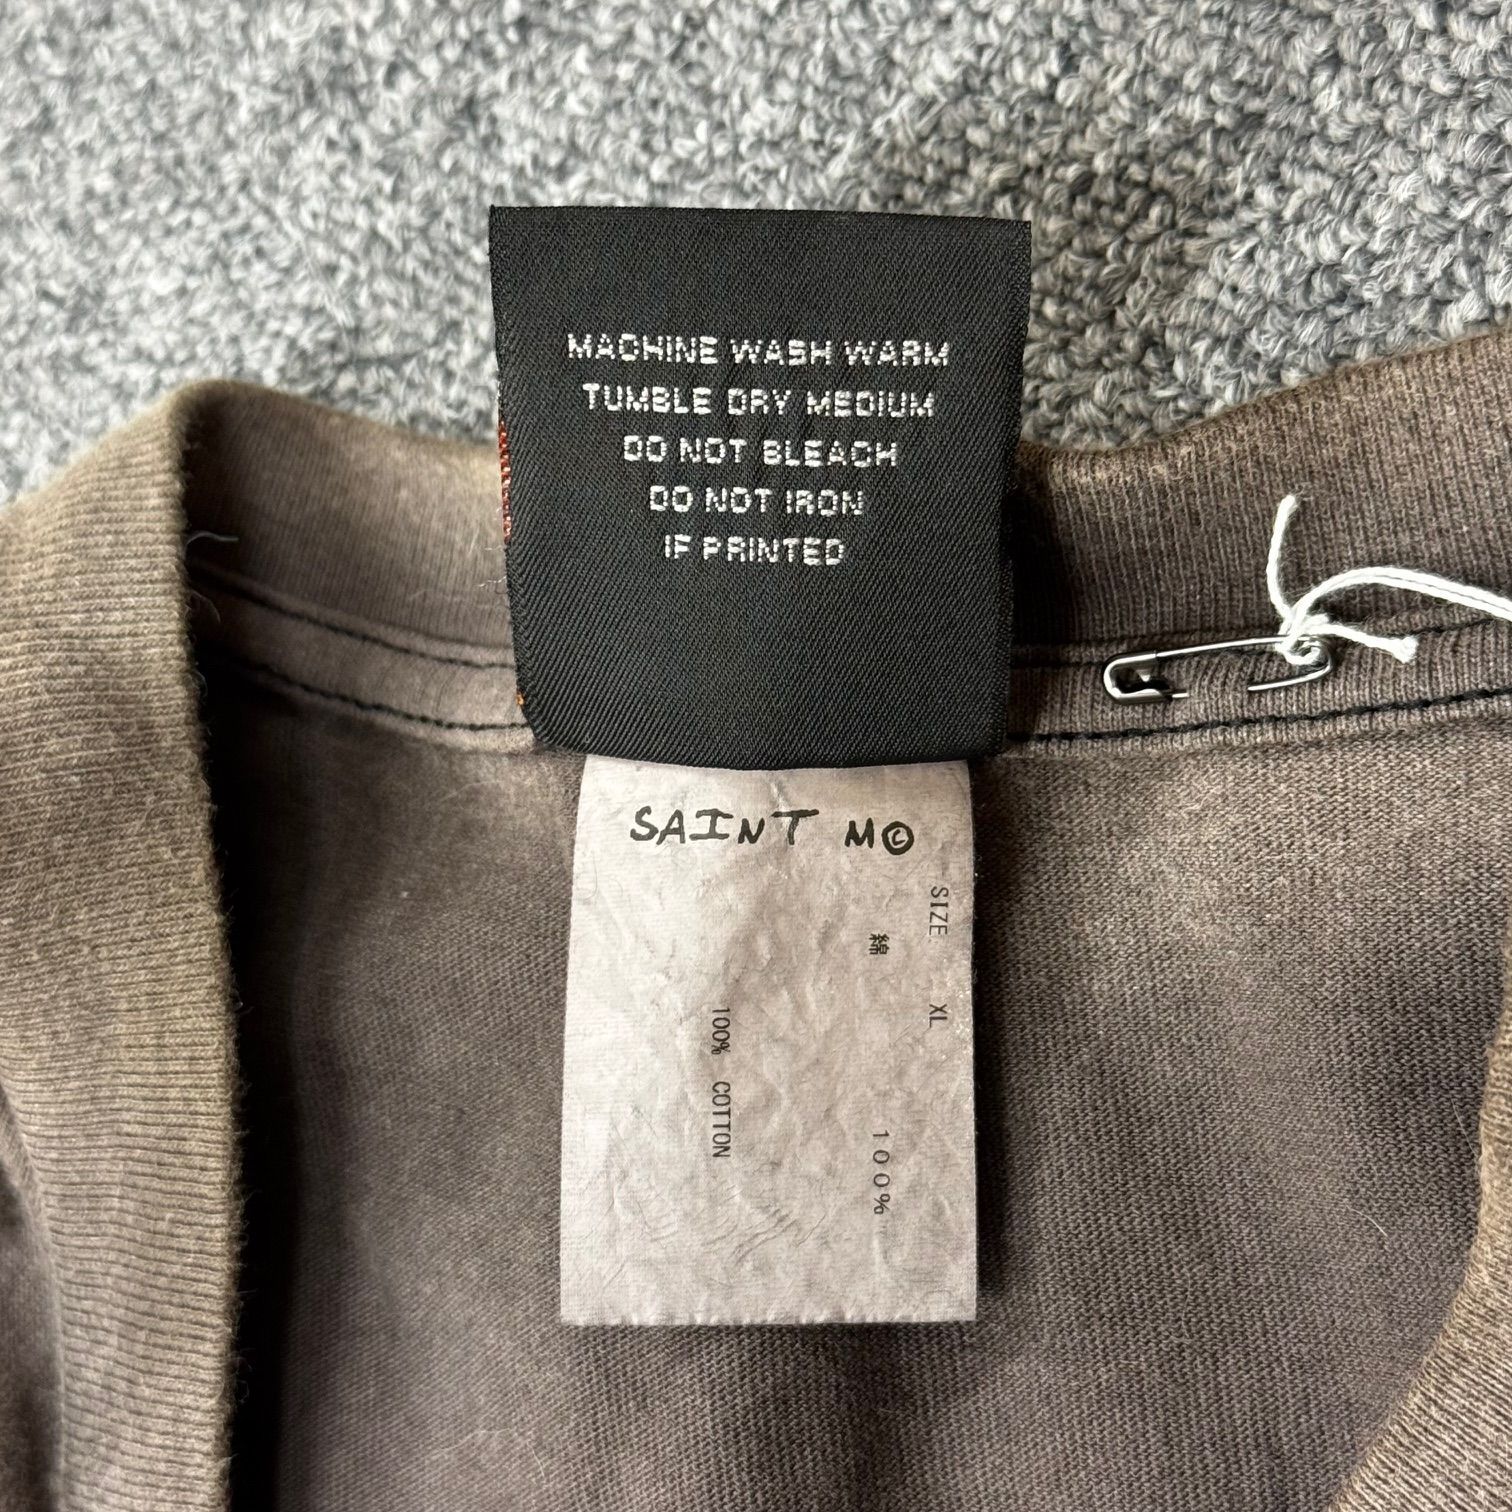 MACHINE WASH WARM
TUMBLE DRY MEDIUM
DO NOT BLEACH
DO NOT IRON
IF PRINTED
SAINT M©
SIZE: XL
綿 100%
100% COTTON